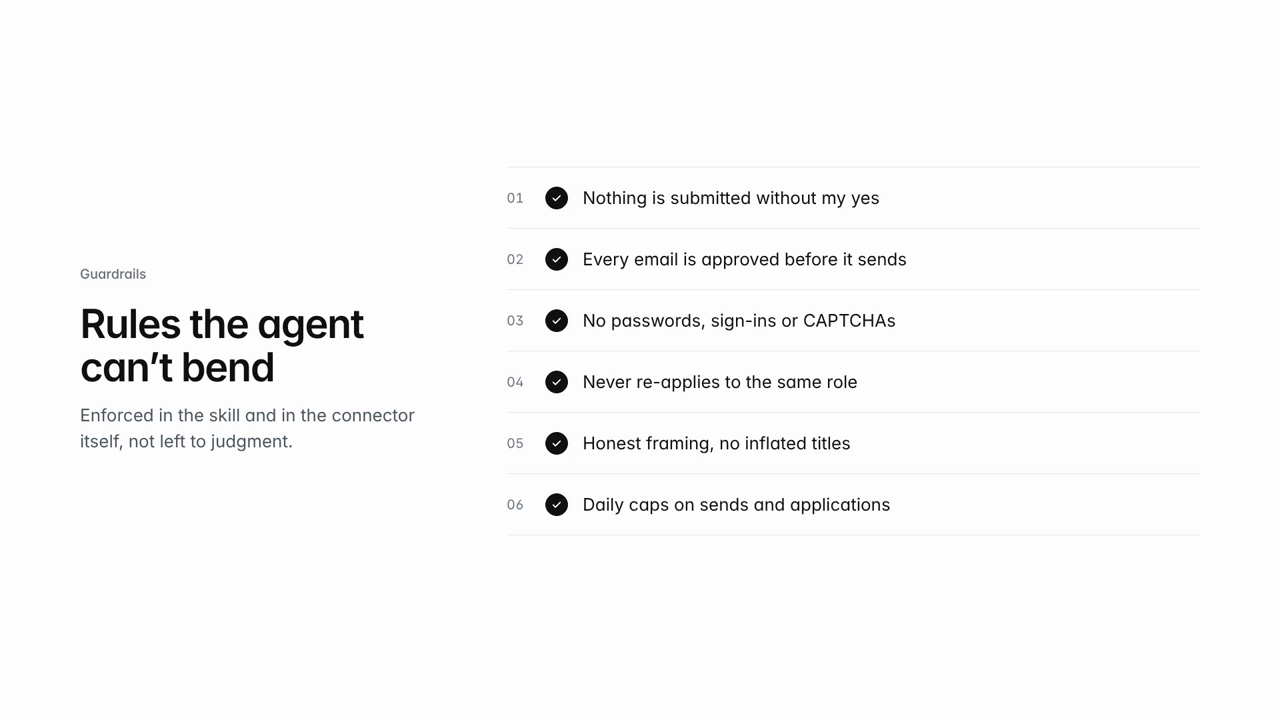 Guardrails
Rules the agent
can’t bend
Enforced in the skill and in the connector
itself, not left to judgment.
01 Nothing is submitted without my yes
02 Every email is approved before it sends
03 No passwords, sign-ins or CAPTCHAs
04 Never re-applies to the same role
05 Honest framing, no inflated titles
06 Daily caps on sends and applications